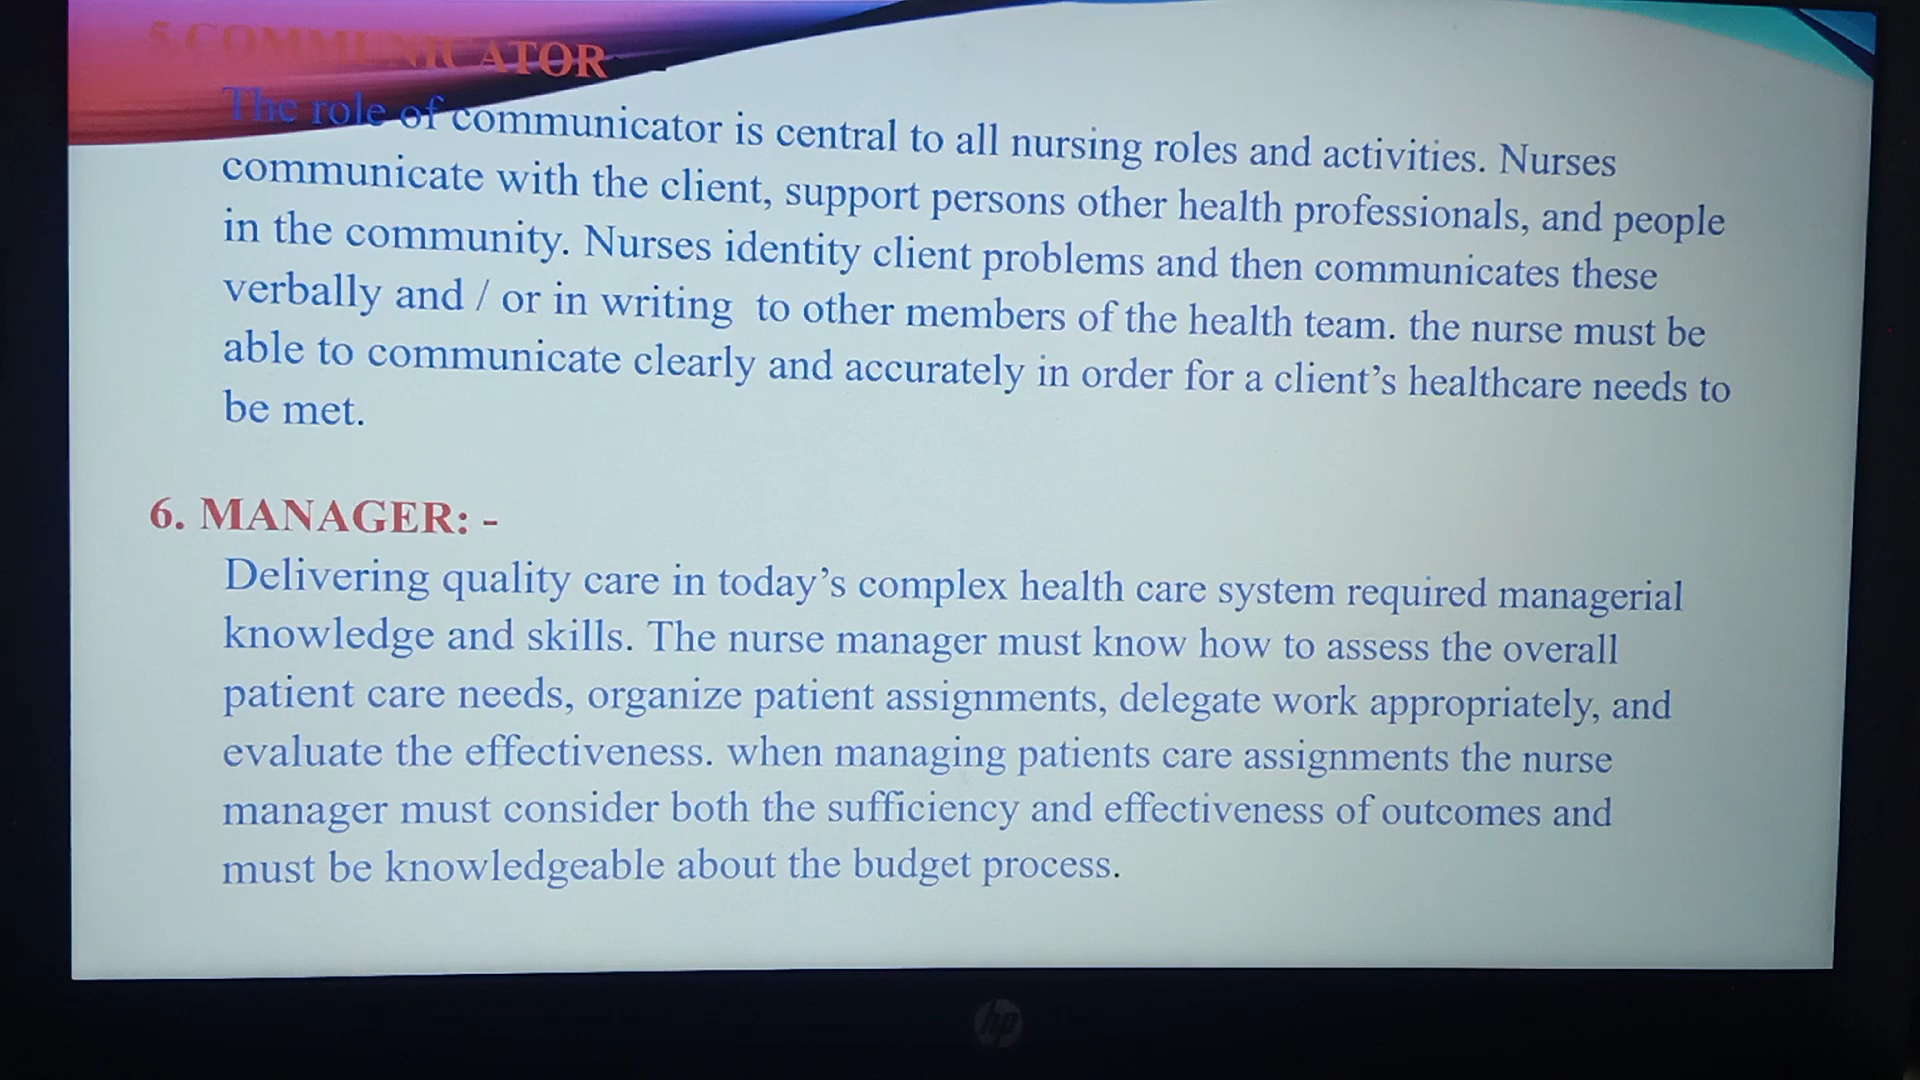 5.COMMUNICATOR
The role of communicator is central to all nursing roles and activities. Nurses
communicate with the client, support persons other health professionals, and people
in the community. Nurses identity client problems and then communicates these
verbally and / or in writing to other members of the health team. the nurse must be
able to communicate clearly and accurately in order for a client’s healthcare needs to
be met.
6. MANAGER: -
Delivering quality care in today’s complex health care system required managerial
knowledge and skills. The nurse manager must know how to assess the overall
patient care needs, organize patient assignments, delegate work appropriately, and
evaluate the effectiveness. when managing patients care assignments the nurse
manager must consider both the sufficiency and effectiveness of outcomes and
must be knowledgeable about the budget process.
hp